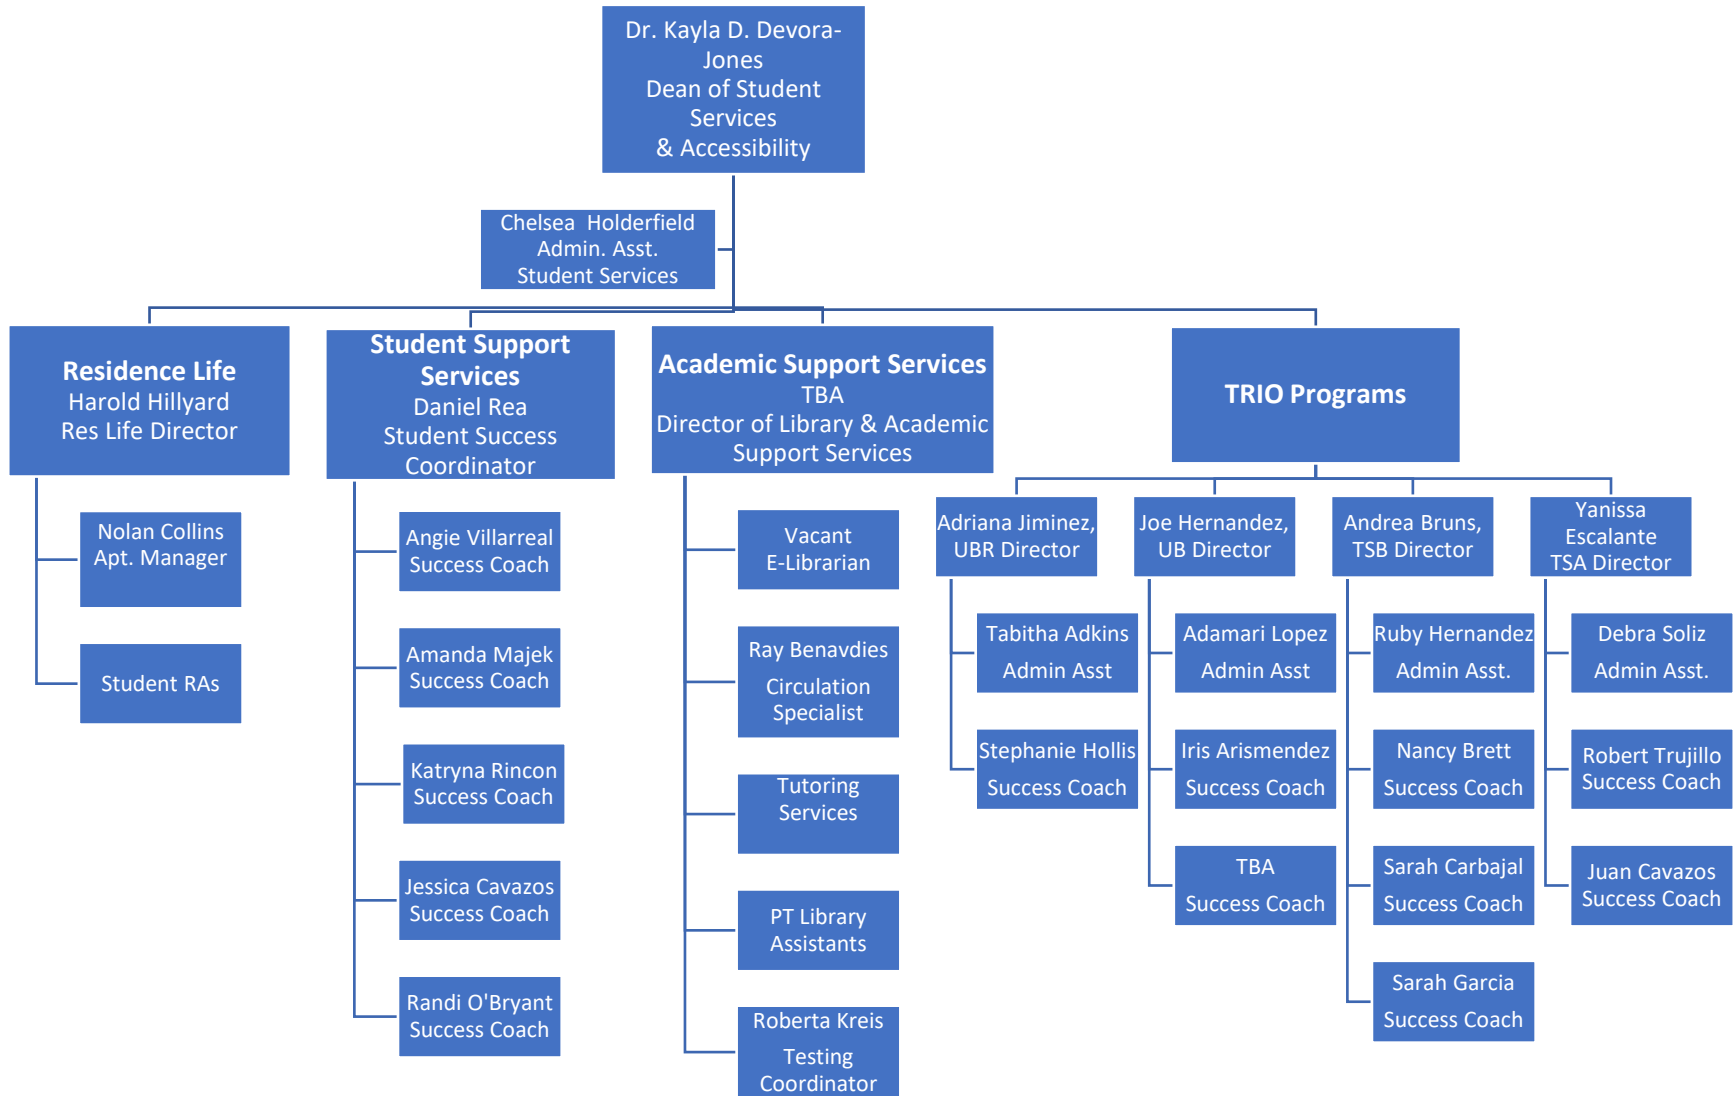 Dr. Kayla D. Devora-
Jones
Dean of Student
Services
& Accessibility
Chelsea  Holderfield
Admin. Asst.
Student Services
Residence Life
Harold Hillyard
Res Life Director
Nolan Collins
Apt. Manager
Student RAs
Student Support
Services
Daniel Rea
Student Success
Coordinator
Angie Villarreal
Success Coach
Amanda Majek
Success Coach
Katryna Rincon
Success Coach
Jessica Cavazos
Success Coach
Randi O'Bryant
Success Coach
Academic Support Services
TBA
Director of Library & Academic
Support Services
Vacant
E-Librarian
Ray Benavdies
Circulation
Specialist
Tutoring
Services
PT Library
Assistants
Roberta Kreis
Testing
Coordinator
TRIO Programs
Adriana Jiminez,
UBR Director
Tabitha Adkins
Admin Asst
Stephanie Hollis
Success Coach
Joe Hernandez,
UB Director
Adamari Lopez
Admin Asst
Iris Arismendez
Success Coach
TBA
Success Coach
Andrea Bruns,
TSB Director
Ruby Hernandez
Admin Asst.
Nancy Brett
Success Coach
Sarah Carbajal
Success Coach
Sarah Garcia
Success Coach
Yanissa
Escalante
TSA Director
Debra Soliz
Admin Asst.
Robert Trujillo
Success Coach
Juan Cavazos
Success Coach